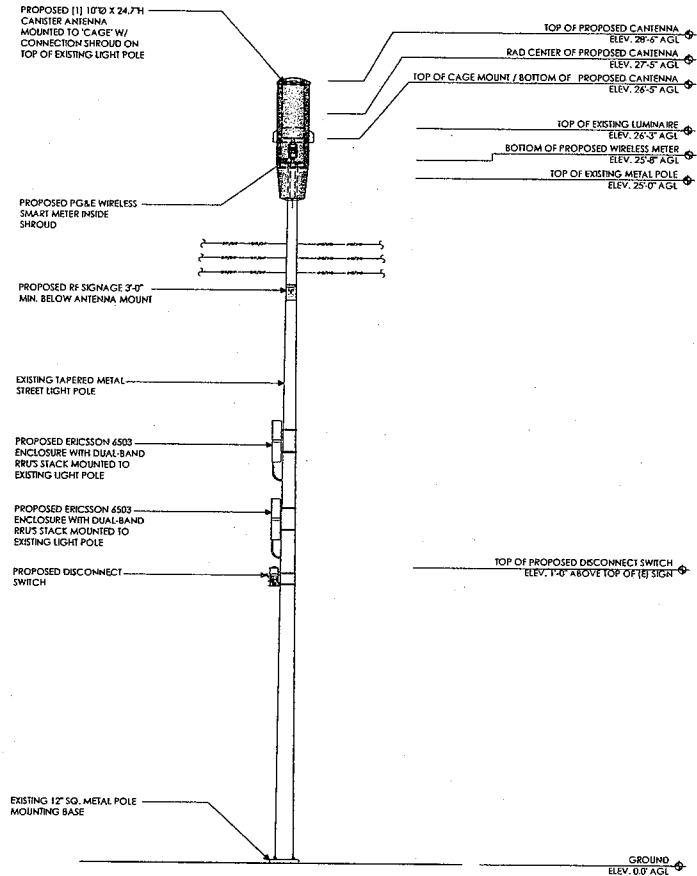 PROPOSED (1) 10"Ø X 24.7"H
CANISTER ANTENNA
MOUNTED TO 'CAGE' W/
CONNECTION SHROUD ON
TOP OF EXISTING LIGHT POLE
TOP OF PROPOSED CANTENNA
ELEV. 28'-6" AGL
RAD CENTER OF PROPOSED CANTENNA
ELEV. 27'-5" AGL
TOP OF CAGE MOUNT / BOTTOM OF PROPOSED CANTENNA
ELEV. 26'-5" AGL
TOP OF EXISTING LUMINAIRE
ELEV. 26'-3" AGL
BOTTOM OF PROPOSED WIRELESS METER
ELEV. 25'-8" AGL
TOP OF EXISTING METAL POLE
ELEV. 25'-0" AGL
PROPOSED PG&E WIRELESS
SMART METER INSIDE
SHROUD
PROPOSED RF SIGNAGE 3'-0"
MIN. BELOW ANTENNA MOUNT
EXISTING TAPERED METAL
STREET LIGHT POLE
PROPOSED ERICSSON 6503
ENCLOSURE WITH DUAL-BAND
RRU'S STACK MOUNTED TO
EXISTING LIGHT POLE
PROPOSED ERICSSON 6503
ENCLOSURE WITH DUAL-BAND
RRU'S STACK MOUNTED TO
EXISTING LIGHT POLE
PROPOSED DISCONNECT
SWITCH
TOP OF PROPOSED DISCONNECT SWITCH
ELEV. 1'-0" ABOVE TOP OF (E) SIGN
EXISTING 12" SQ. METAL POLE
MOUNTING BASE
GROUND
ELEV. 0.0' AGL